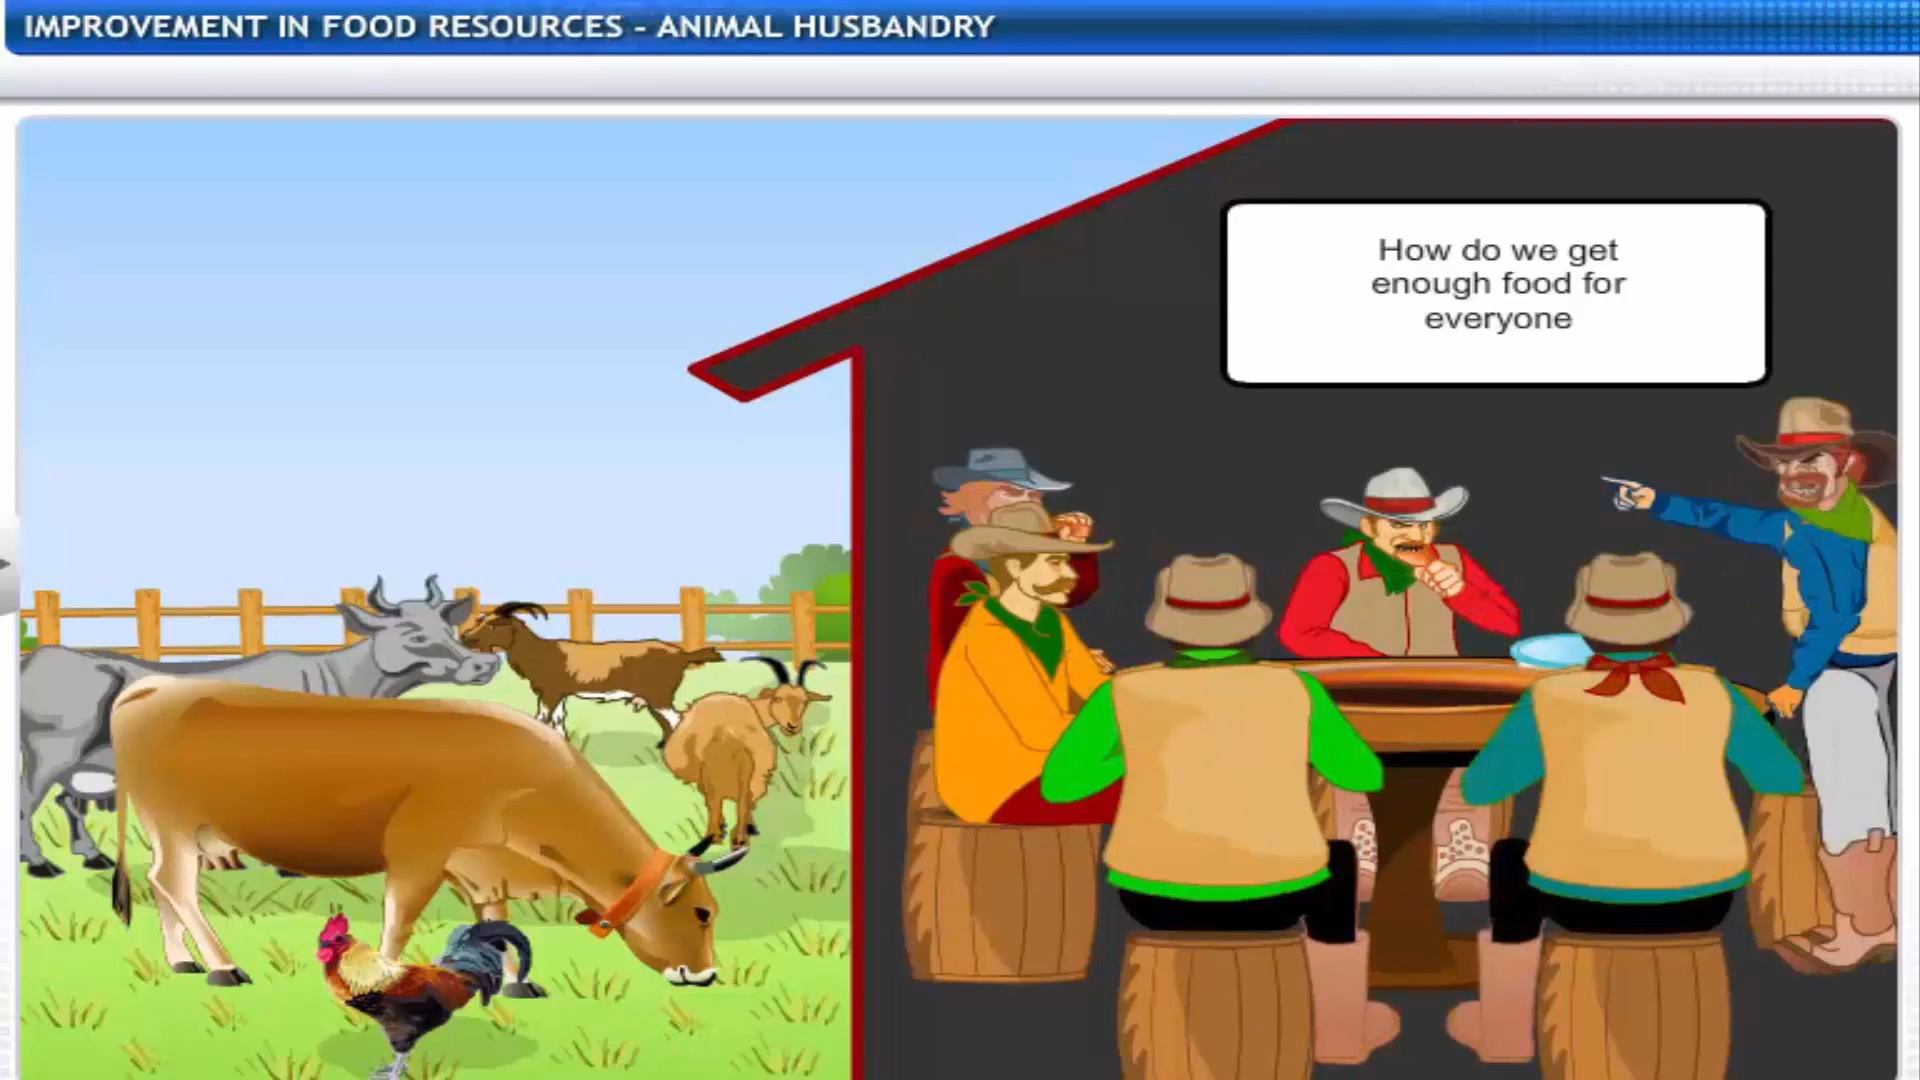 IMPROVEMENT IN FOOD RESOURCES - ANIMAL HUSBANDRY
How do we get
enough food for
everyone